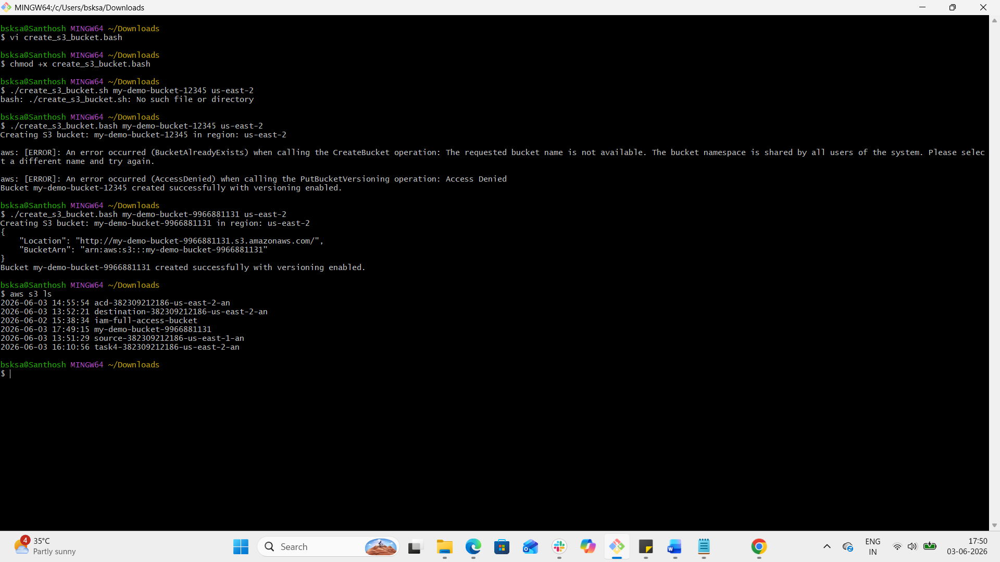 MINGW64:/c/Users/bsksa/Downloads
bsksa@Santhosh MINGW64 ~/Downloads
$ vi create_s3_bucket.bash
bsksa@Santhosh MINGW64 ~/Downloads
$ chmod +x create_s3_bucket.bash
bsksa@Santhosh MINGW64 ~/Downloads
$ ./create_s3_bucket.sh my-demo-bucket-12345 us-east-2
bash: ./create_s3_bucket.sh: No such file or directory
bsksa@Santhosh MINGW64 ~/Downloads
$ ./create_s3_bucket.bash my-demo-bucket-12345 us-east-2
Creating S3 bucket: my-demo-bucket-12345 in region: us-east-2
aws: [ERROR]: An error occurred (BucketAlreadyExists) when calling the CreateBucket operation: The requested bucket name is not available. The bucket namespace is shared by all users of the system. Please selec
t a different name and try again.
aws: [ERROR]: An error occurred (AccessDenied) when calling the PutBucketVersioning operation: Access Denied
Bucket my-demo-bucket-12345 created successfully with versioning enabled.
bsksa@Santhosh MINGW64 ~/Downloads
$ ./create_s3_bucket.bash my-demo-bucket-9966881131 us-east-2
Creating S3 bucket: my-demo-bucket-9966881131 in region: us-east-2
{
    "Location": "http://my-demo-bucket-9966881131.s3.amazonaws.com/",
    "BucketArn": "arn:aws:s3:::my-demo-bucket-9966881131"
}
Bucket my-demo-bucket-9966881131 created successfully with versioning enabled.
bsksa@Santhosh MINGW64 ~/Downloads
$ aws s3 ls
2026-06-03 14:55:54 acd-382309212186-us-east-2-an
2026-06-03 13:52:21 destination-382309212186-us-east-2-an
2026-06-02 15:38:34 iam-full-access-bucket
2026-06-03 17:49:15 my-demo-bucket-9966881131
2026-06-03 13:51:29 source-382309212186-us-east-1-an
2026-06-03 16:10:56 task4-382309212186-us-east-2-an
bsksa@Santhosh MINGW64 ~/Downloads
$
4
35°C
Partly sunny
Search
ENG
IN
17:50
03-06-2026